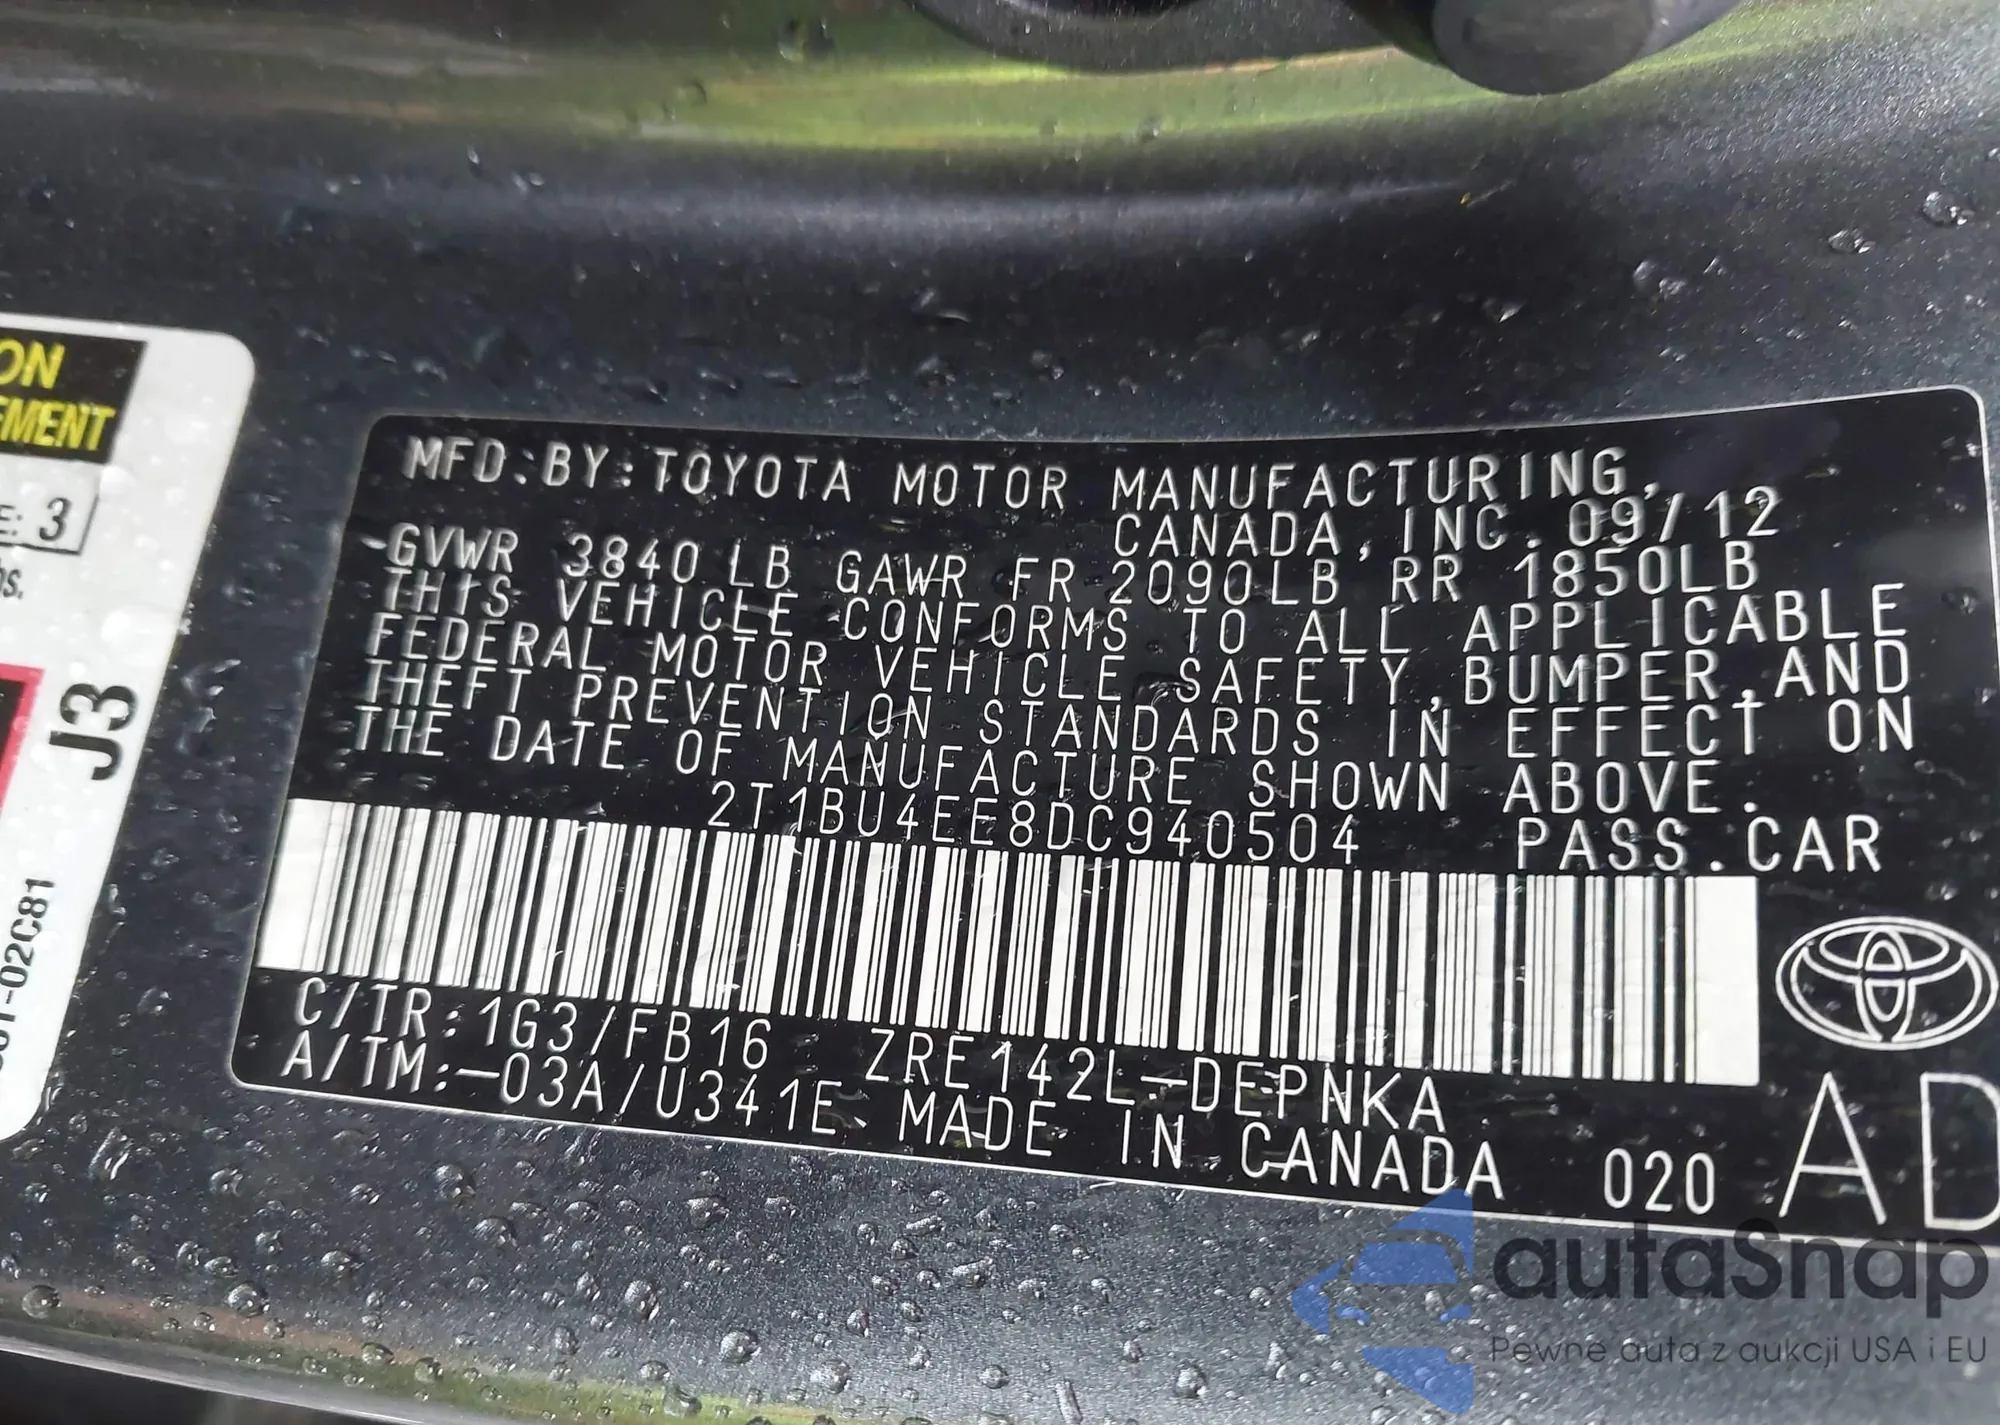 ON
EMENT
E: 3
J3
-02C81
MFD.BY:TOYOTA MOTOR MANUFACTURING,
CANADA, INC. 09/12
GVWR 3840LB GAWR FR 2090LB RR 1850LB
THIS VEHICLE CONFORMS TO ALL APPLICABLE
FEDERAL MOTOR VEHICLE SAFETY, BUMPER, AND
THEFT PREVENTION STANDARDS IN EFFECT ON
THE DATE OF MANUFACTURE SHOWN ABOVE.
2T1BU4EE8DC940504 PASS.CAR
C/TR:1G3/FB16 ZRE142L-DEPNKA
A/TM:-03A/U341E MADE IN CANADA 020 AD
autaSnap
Pewne auta z aukcji USA i EU